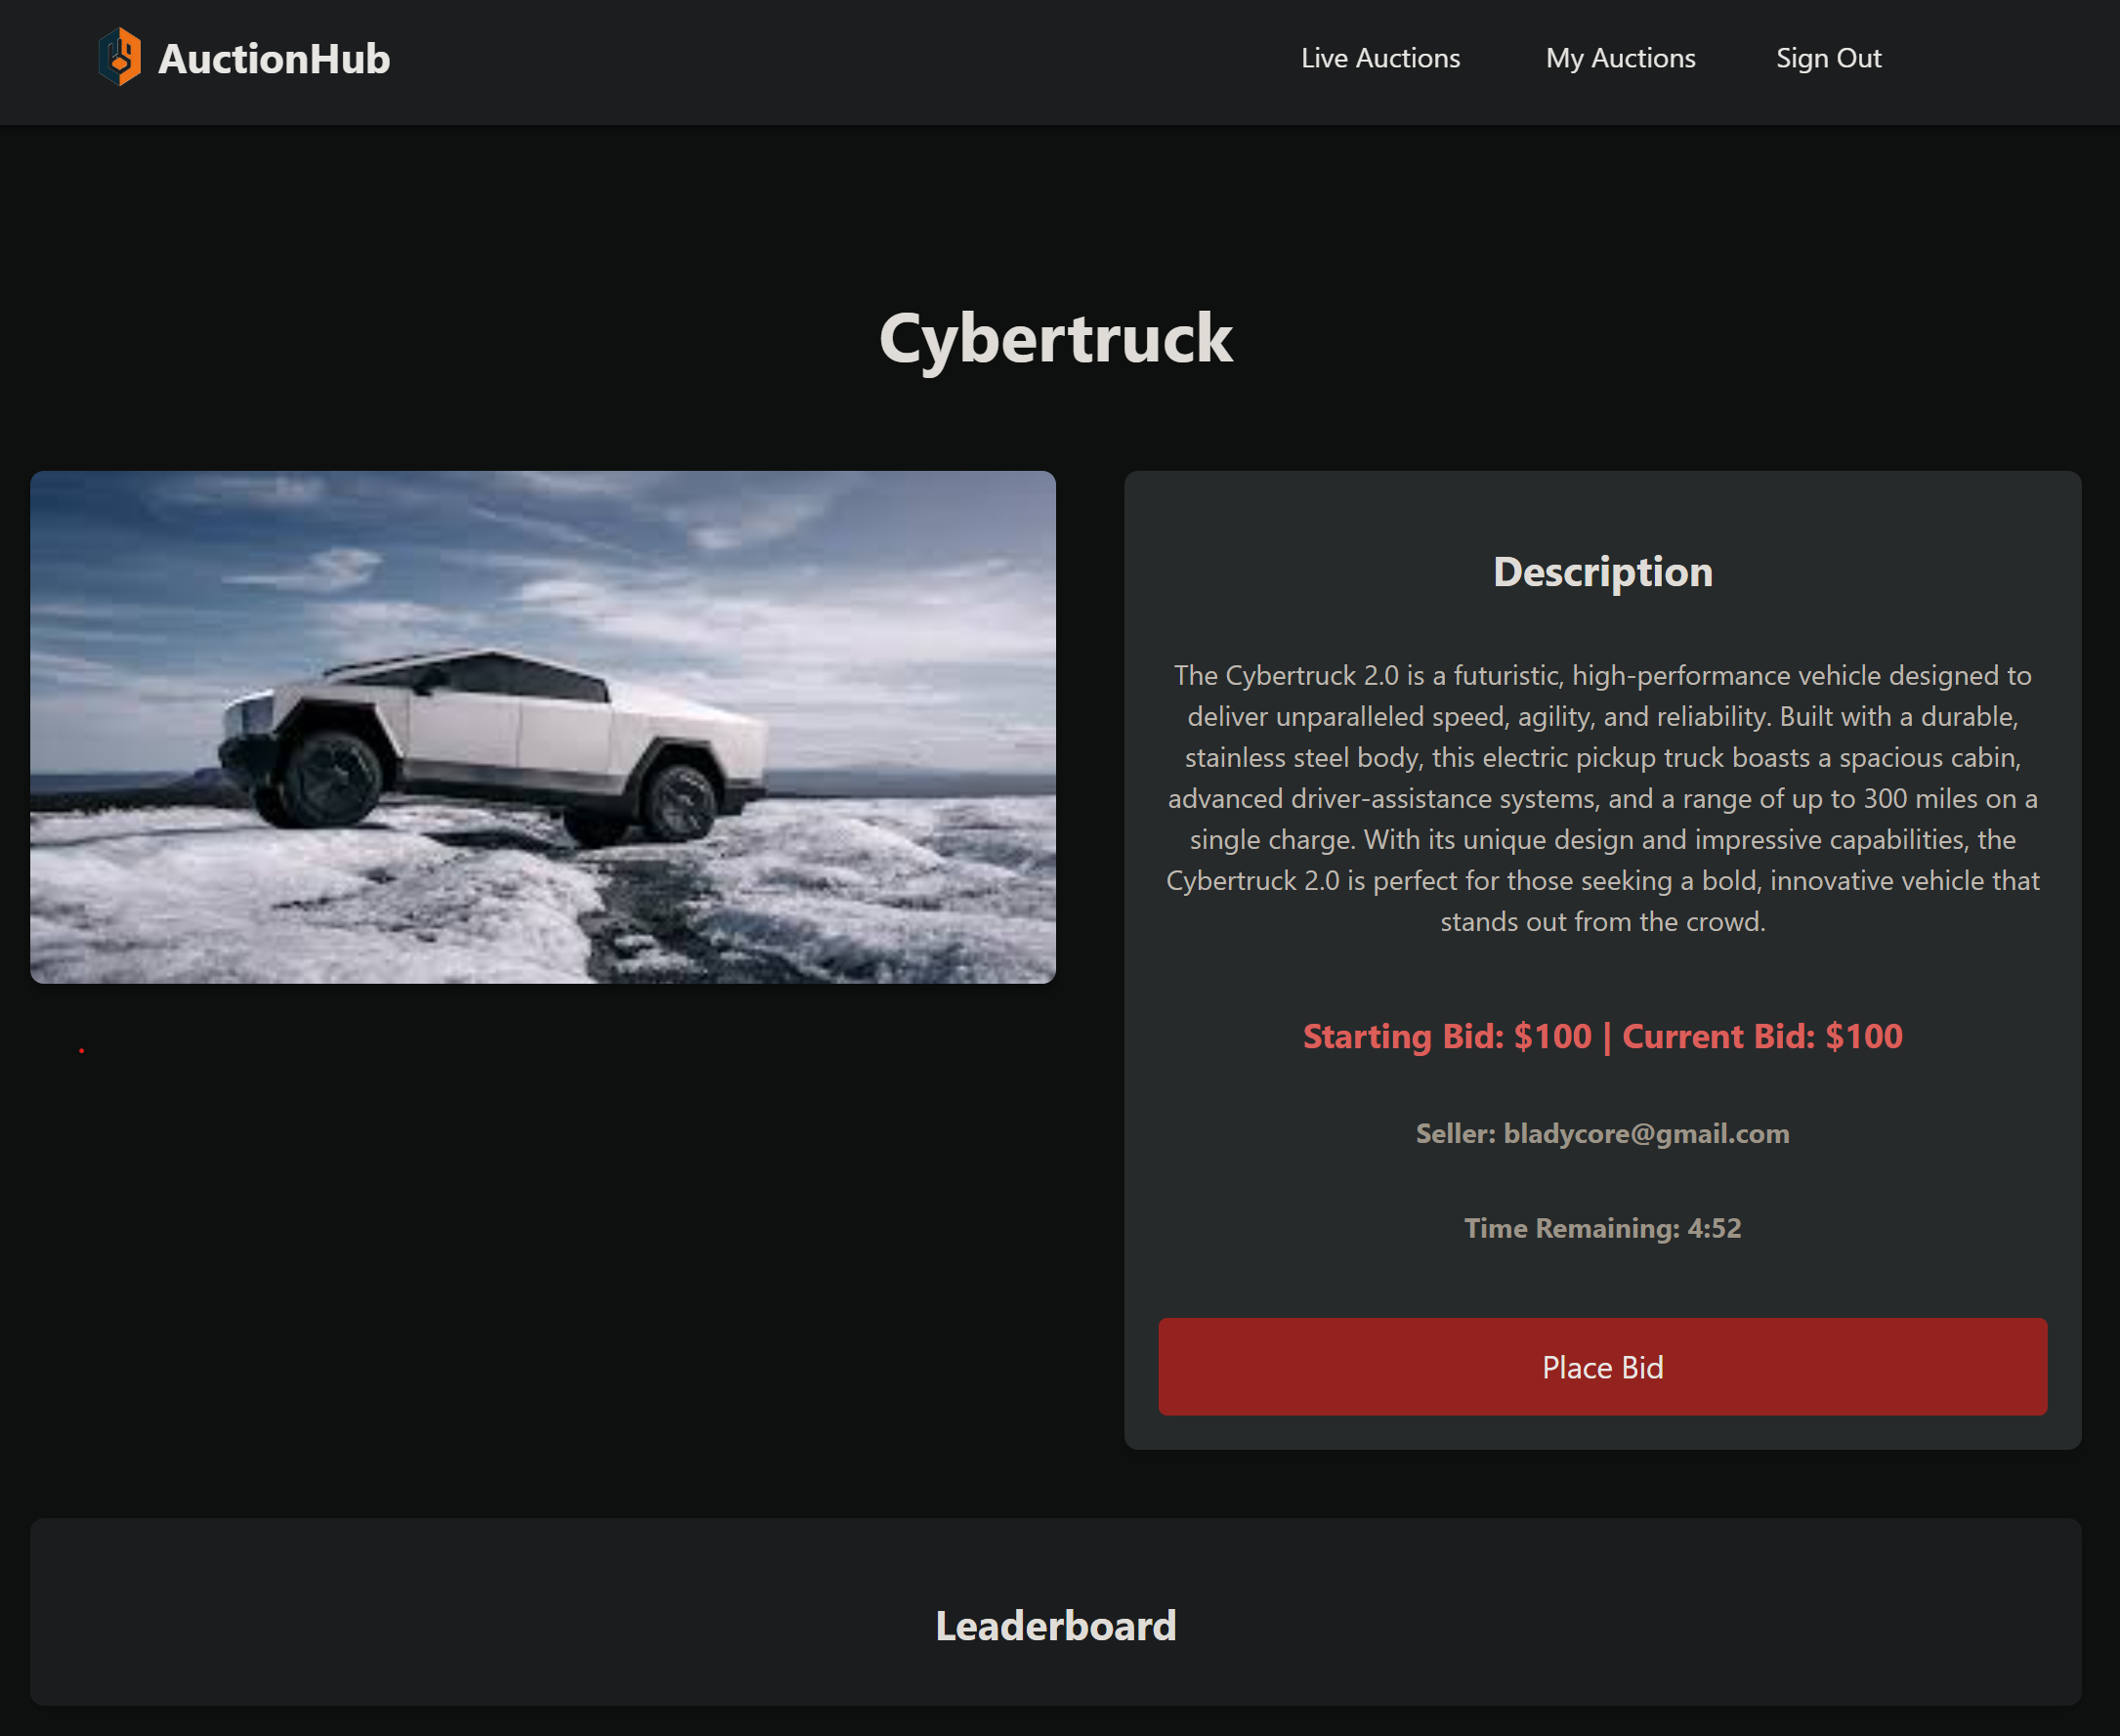 AuctionHub
Live Auctions
My Auctions
Sign Out
Cybertruck
Description
The Cybertruck 2.0 is a futuristic, high-performance vehicle designed to
deliver unparalleled speed, agility, and reliability. Built with a durable,
stainless steel body, this electric pickup truck boasts a spacious cabin,
advanced driver-assistance systems, and a range of up to 300 miles on a
single charge. With its unique design and impressive capabilities, the
Cybertruck 2.0 is perfect for those seeking a bold, innovative vehicle that
stands out from the crowd.
Starting Bid: $100 | Current Bid: $100
Seller: bladycore@gmail.com
Time Remaining: 4:52
Place Bid
Leaderboard